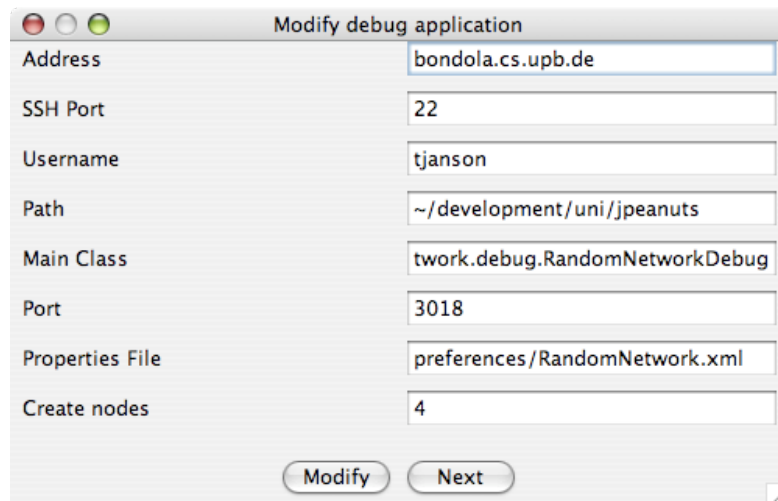 Modify debug application
Address bondola.cs.upb.de
SSH Port 22
Username tjanson
Path ~/development/uni/jpeanuts
Main Class twork.debug.RandomNetworkDebug
Port 3018
Properties File preferences/RandomNetwork.xml
Create nodes 4
Modify Next